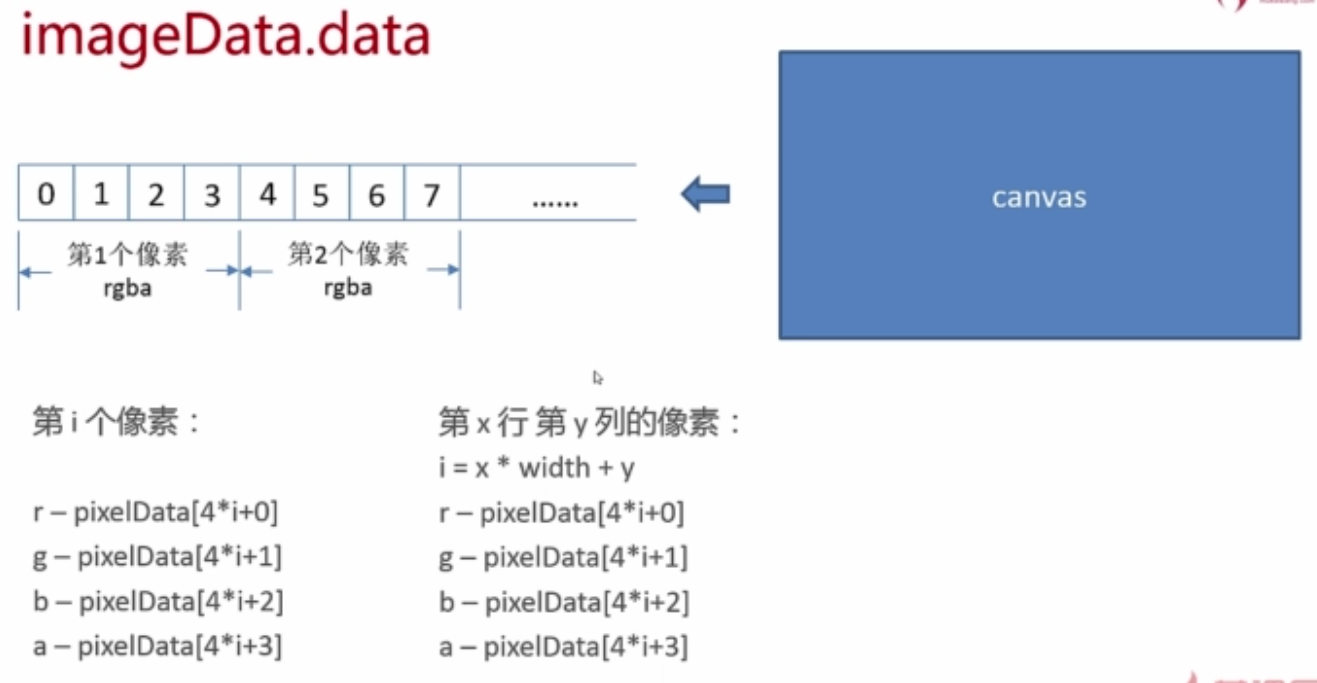 imageData.data
0 1 2 3 4 5 6 7 ......
canvas
第1个像素 第2个像素
rgba rgba
第 i 个像素：
r – pixelData[4*i+0]
g – pixelData[4*i+1]
b – pixelData[4*i+2]
a – pixelData[4*i+3]
第 x 行 第 y 列的像素：
i = x * width + y
r – pixelData[4*i+0]
g – pixelData[4*i+1]
b – pixelData[4*i+2]
a – pixelData[4*i+3]